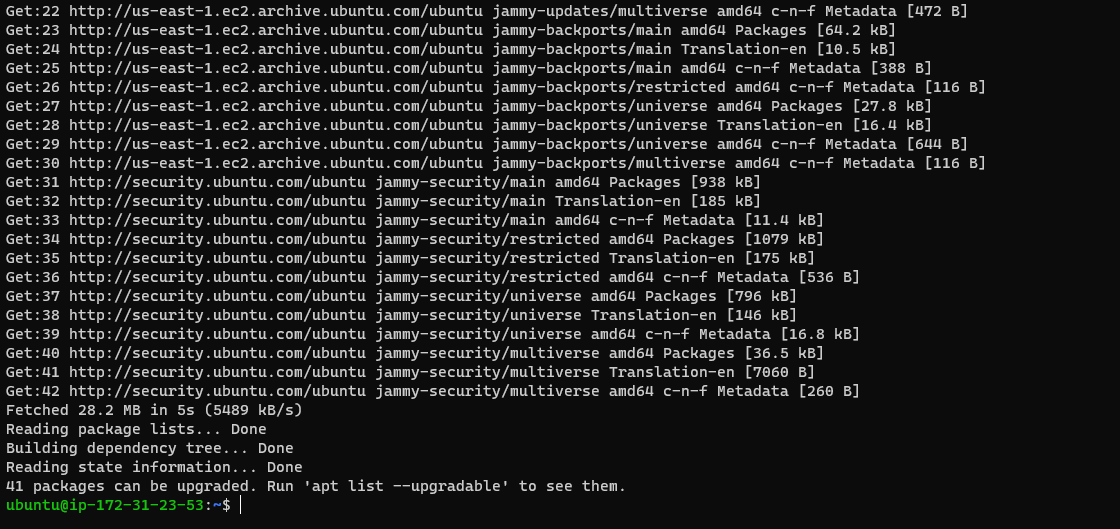 Get:22 http://us-east-1.ec2.archive.ubuntu.com/ubuntu jammy-updates/multiverse amd64 c-n-f Metadata [472 B]
Get:23 http://us-east-1.ec2.archive.ubuntu.com/ubuntu jammy-backports/main amd64 Packages [64.2 kB]
Get:24 http://us-east-1.ec2.archive.ubuntu.com/ubuntu jammy-backports/main Translation-en [10.5 kB]
Get:25 http://us-east-1.ec2.archive.ubuntu.com/ubuntu jammy-backports/main amd64 c-n-f Metadata [388 B]
Get:26 http://us-east-1.ec2.archive.ubuntu.com/ubuntu jammy-backports/restricted amd64 c-n-f Metadata [116 B]
Get:27 http://us-east-1.ec2.archive.ubuntu.com/ubuntu jammy-backports/universe amd64 Packages [27.8 kB]
Get:28 http://us-east-1.ec2.archive.ubuntu.com/ubuntu jammy-backports/universe Translation-en [16.4 kB]
Get:29 http://us-east-1.ec2.archive.ubuntu.com/ubuntu jammy-backports/universe amd64 c-n-f Metadata [644 B]
Get:30 http://us-east-1.ec2.archive.ubuntu.com/ubuntu jammy-backports/multiverse amd64 c-n-f Metadata [116 B]
Get:31 http://security.ubuntu.com/ubuntu jammy-security/main amd64 Packages [938 kB]
Get:32 http://security.ubuntu.com/ubuntu jammy-security/main Translation-en [185 kB]
Get:33 http://security.ubuntu.com/ubuntu jammy-security/main amd64 c-n-f Metadata [11.4 kB]
Get:34 http://security.ubuntu.com/ubuntu jammy-security/restricted amd64 Packages [1079 kB]
Get:35 http://security.ubuntu.com/ubuntu jammy-security/restricted Translation-en [175 kB]
Get:36 http://security.ubuntu.com/ubuntu jammy-security/restricted amd64 c-n-f Metadata [536 B]
Get:37 http://security.ubuntu.com/ubuntu jammy-security/universe amd64 Packages [796 kB]
Get:38 http://security.ubuntu.com/ubuntu jammy-security/universe Translation-en [146 kB]
Get:39 http://security.ubuntu.com/ubuntu jammy-security/universe amd64 c-n-f Metadata [16.8 kB]
Get:40 http://security.ubuntu.com/ubuntu jammy-security/multiverse amd64 Packages [36.5 kB]
Get:41 http://security.ubuntu.com/ubuntu jammy-security/multiverse Translation-en [7060 B]
Get:42 http://security.ubuntu.com/ubuntu jammy-security/multiverse amd64 c-n-f Metadata [260 B]
Fetched 28.2 MB in 5s (5489 kB/s)
Reading package lists... Done
Building dependency tree... Done
Reading state information... Done
41 packages can be upgraded. Run 'apt list --upgradable' to see them.
ubuntu@ip-172-31-23-53:~$